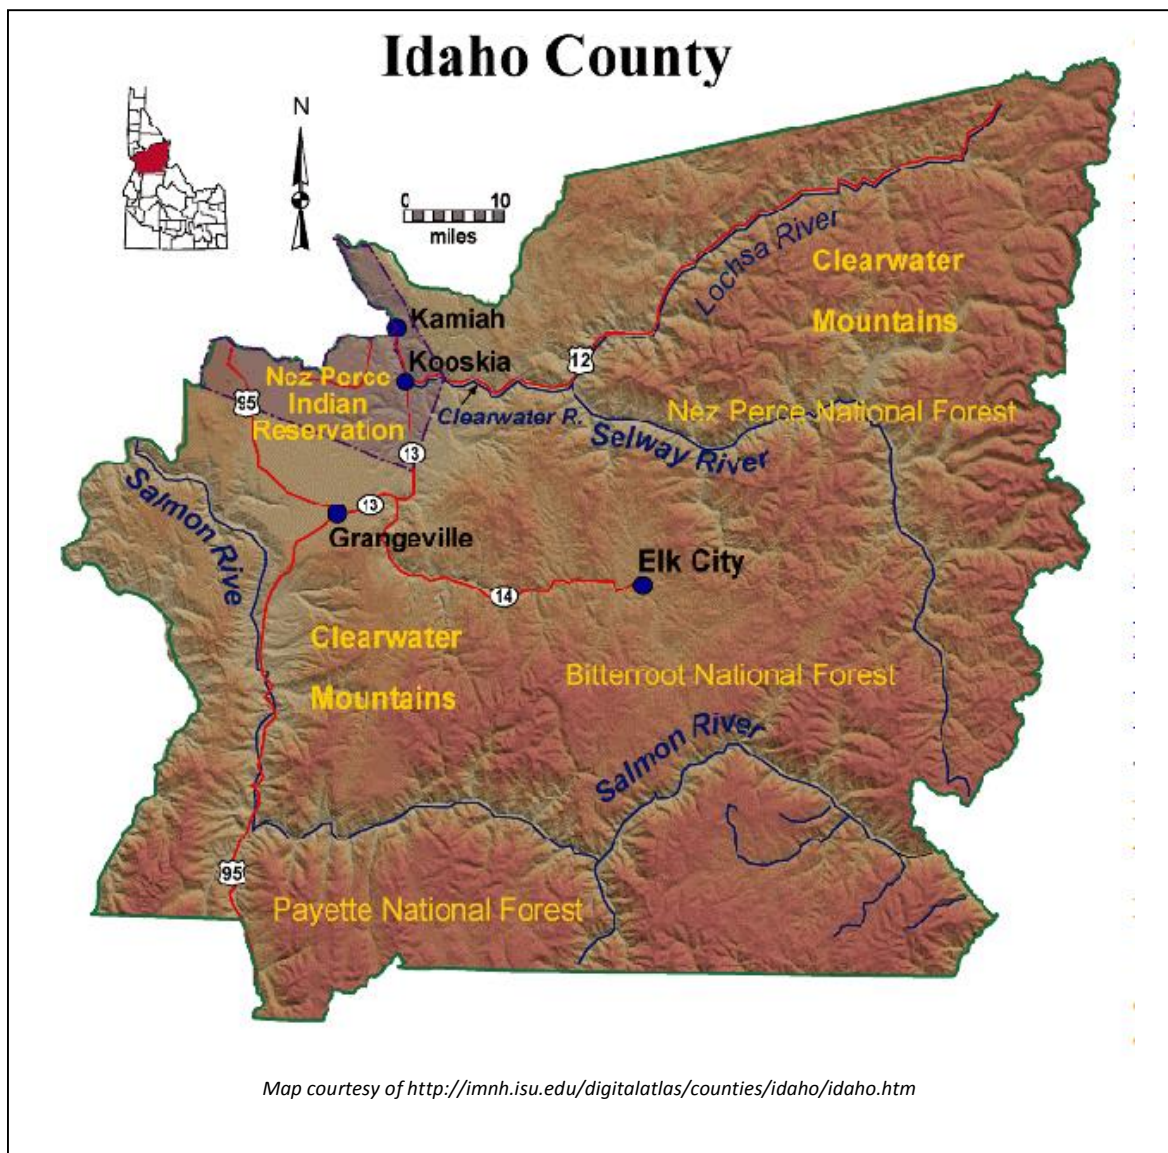 Idaho County
N
0 10
miles
Lochsa River
Clearwater
Mountains
Kamiah
12
Kooskia
Nez Perce
Indian
Reservation
95
Clearwater R.
Nez Perce National Forest
Selway River
13
Salmon Rive
13
Grangeville
Elk City
14
Clearwater
Mountains
Bitterroot National Forest
Salmon River
95
Payette National Forest
Map courtesy of http://imnh.isu.edu/digitalatlas/counties/idaho/idaho.htm